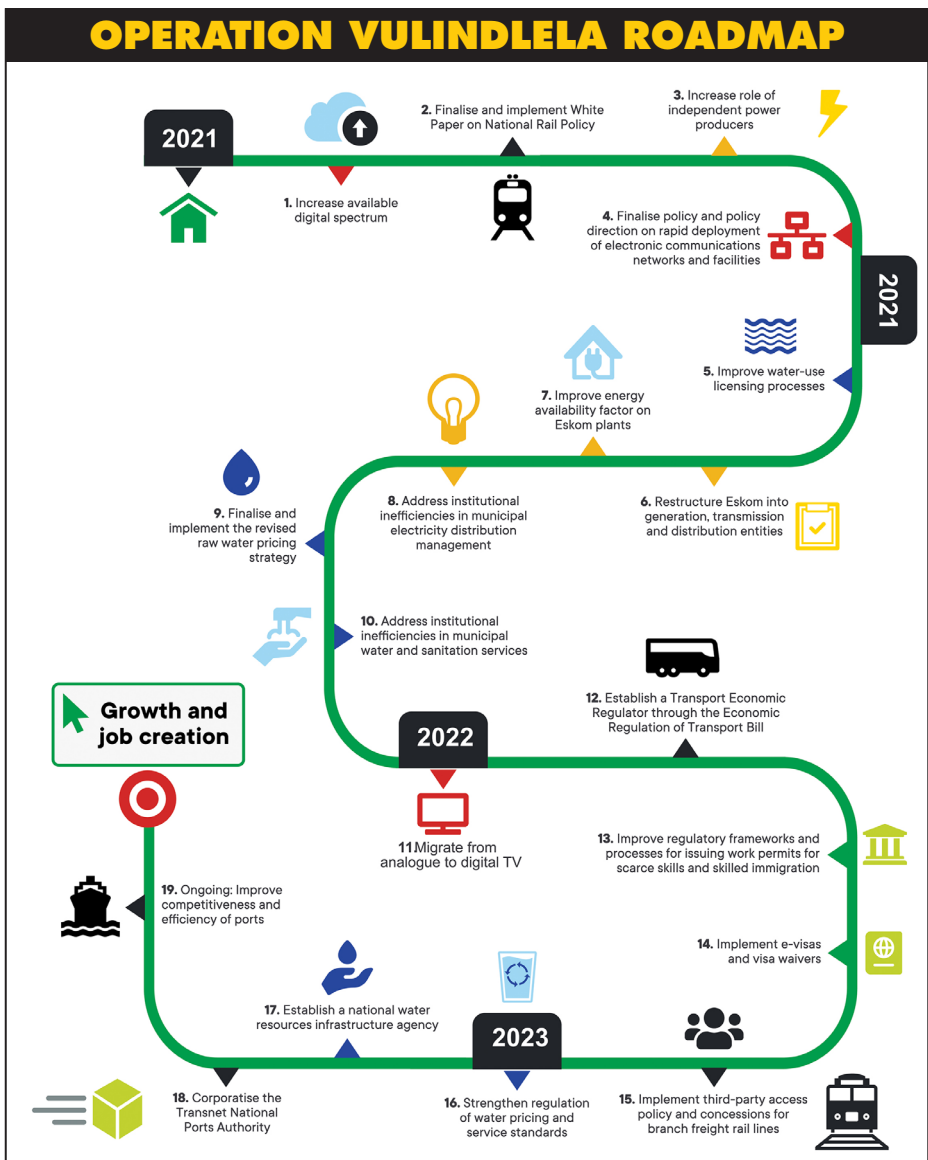 OPERATION VULINDLELA ROADMAP
2021
1. Increase available
digital spectrum
2. Finalise and implement White
Paper on National Rail Policy
3. Increase role of
independent power
producers
4. Finalise policy and policy
direction on rapid deployment
of electronic communications
networks and facilities
2021
5. Improve water-use
licensing processes
6. Restructure Eskom into
generation, transmission
and distribution entities
7. Improve energy
availability factor on
Eskom plants
8. Address institutional
inefficiencies in municipal
electricity distribution
management
9. Finalise and
implement the revised
raw water pricing
strategy
10. Address institutional
inefficiencies in municipal
water and sanitation services
2022
11 Migrate from
analogue to digital TV
12. Establish a Transport Economic
Regulator through the Economic
Regulation of Transport Bill
13. Improve regulatory frameworks and
processes for issuing work permits for
scarce skills and skilled immigration
14. Implement e-visas
and visa waivers
15. Implement third-party access
policy and concessions for
branch freight rail lines
2023
16. Strengthen regulation
of water pricing and
service standards
17. Establish a national water
resources infrastructure agency
18. Corporatise the
Transnet National
Ports Authority
19. Ongoing: Improve
competitiveness and
efficiency of ports
Growth and
job creation